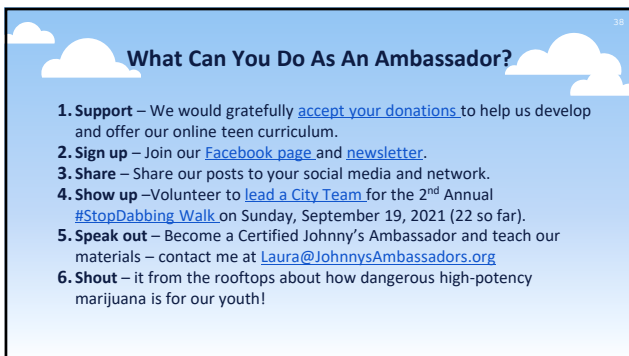 38
What Can You Do As An Ambassador?
1. Support – We would gratefully accept your donations to help us develop
and offer our online teen curriculum.
2. Sign up – Join our Facebook page and newsletter.
3. Share – Share our posts to your social media and network.
4. Show up –Volunteer to lead a City Team for the 2nd Annual
#StopDabbing Walk on Sunday, September 19, 2021 (22 so far).
5. Speak out – Become a Certified Johnny’s Ambassador and teach our
materials – contact me at Laura@JohnnysAmbassadors.org
6. Shout – it from the rooftops about how dangerous high-potency
marijuana is for our youth!